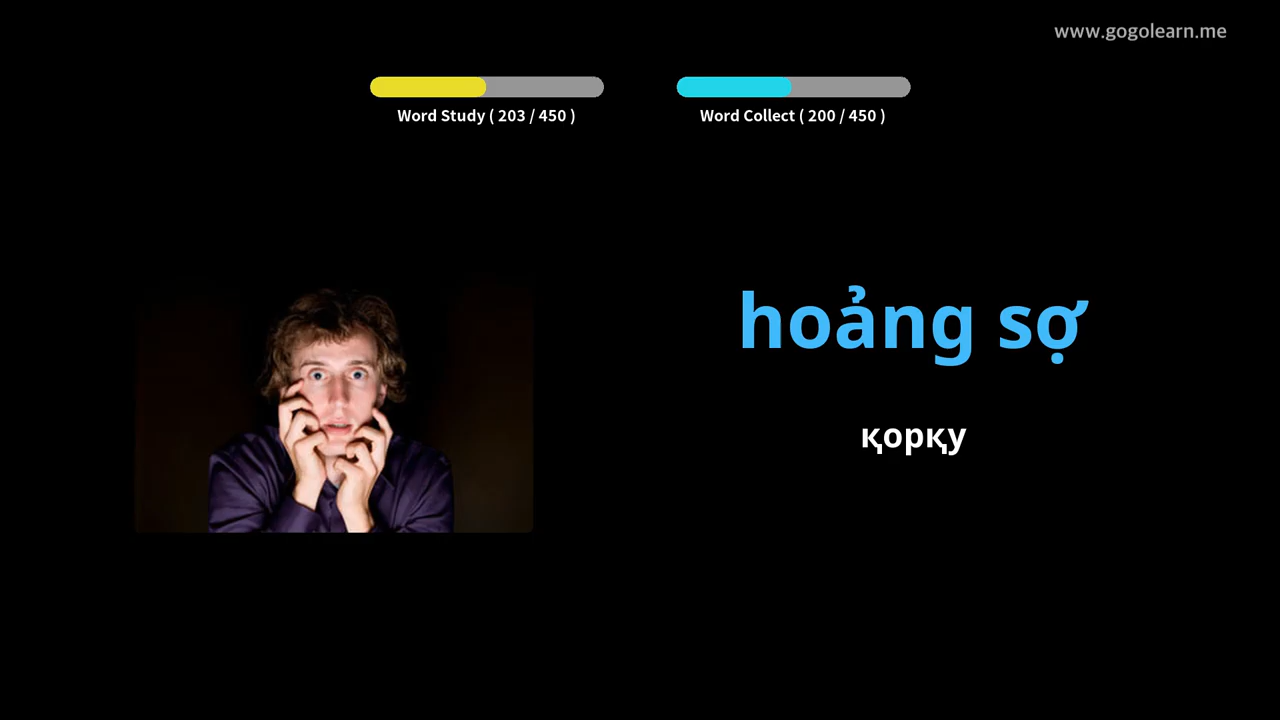 www.gogolearn.me
Word Study ( 203 / 450 )
Word Collect ( 200 / 450 )
hoảng sợ
қорқу